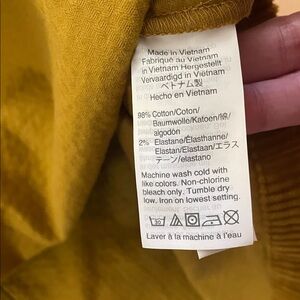 Made in Vietnam
Fabriqué au Vietnam
in Vietnam Hergestellt
Vervaardigd in Vietnam
ベトナム製
Hecho en Vietnam
98% Cotton/Coton/
Baumwolle/Katoen/綿/
algodón
2% Elastane/Élasthanne/
Elastan/Elastaan/エラス
テーン/elastano
Machine wash cold with
like colors. Non-chlorine
bleach only. Tumble dry
low. Iron on lowest setting.
30
Laver à la machine à l'eau